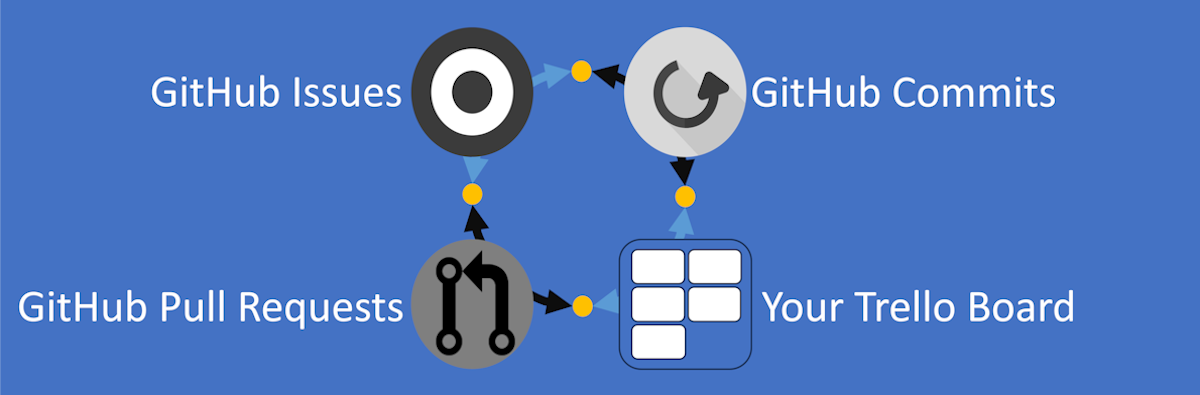 GitHub Issues
GitHub Commits
GitHub Pull Requests
Your Trello Board